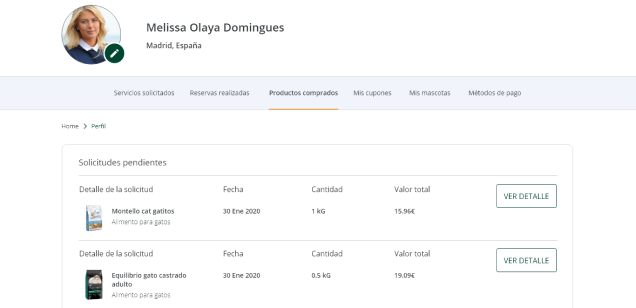 Melissa Olaya Domingues
Madrid, España
Servicios solicitados Reservas realizadas Productos comprados Mis cupones Mis mascotas Métodos de pago
Home > Perfil
Solicitudes pendientes
Detalle de la solicitud Fecha Cantidad Valor total VER DETALLE
Montello cat gatitos 30 Ene 2020 1 kG 15.96€
Alimento para gatos
Detalle de la solicitud Fecha Cantidad Valor total VER DETALLE
Equilibrio gato castrado 30 Ene 2020 0.5 kG 19.09€
adulto
Alimento para gatos